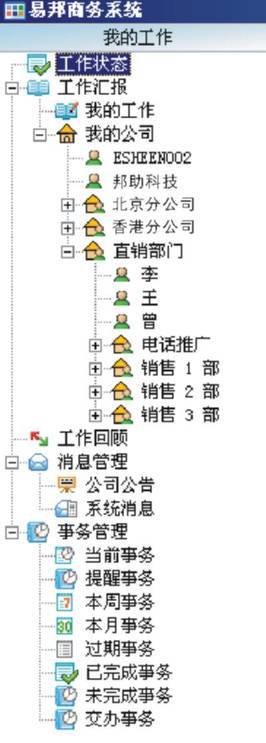 易邦商务系统
我的工作
工作状态
工作汇报
我的工作
我的公司
ESHEEN002
邦助科技
北京分公司
香港分公司
直销部门
李
王
曾
电话推广
销售 1 部
销售 2 部
销售 3 部
工作回顾
消息管理
公司公告
系统消息
事务管理
当前事务
提醒事务
7 本周事务
30 本月事务
过期事务
已完成事务
未完成事务
交办事务